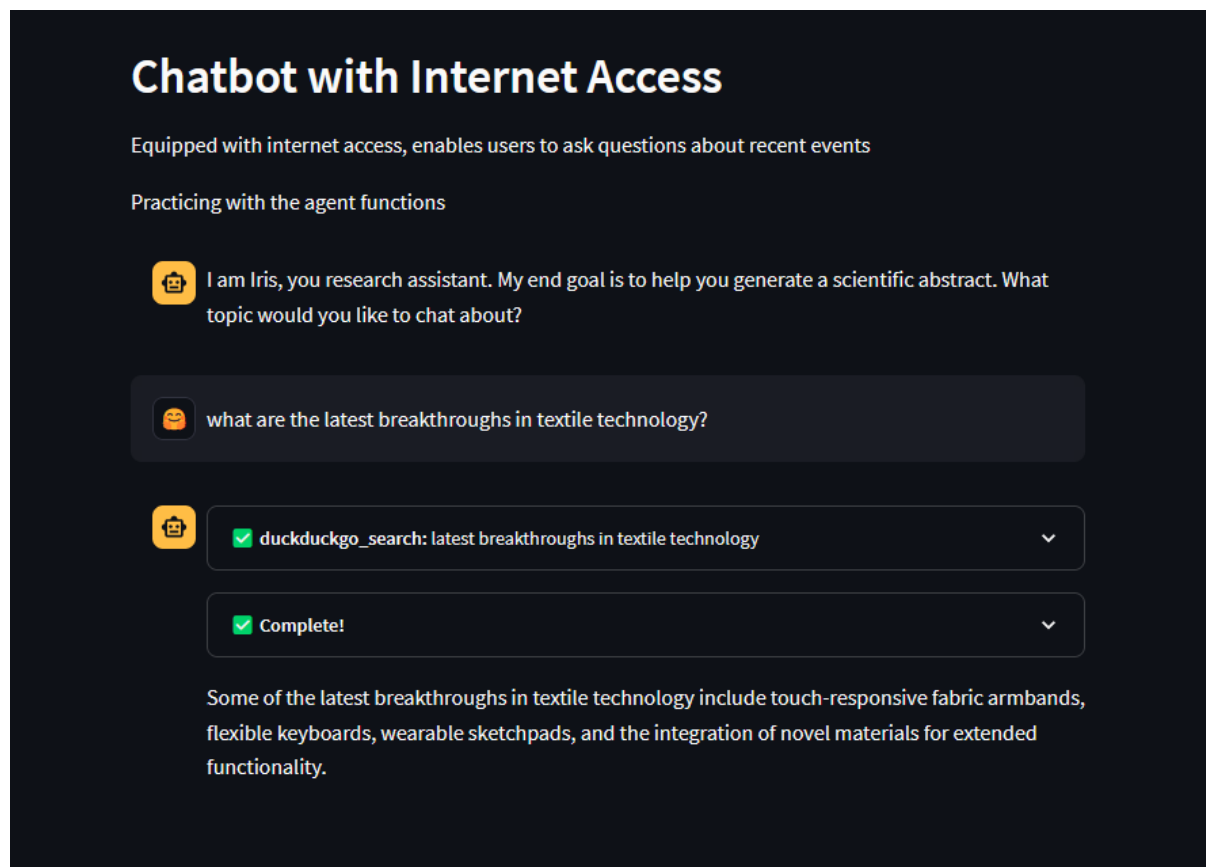 Chatbot with Internet Access
Equipped with internet access, enables users to ask questions about recent events
Practicing with the agent functions
I am Iris, you research assistant. My end goal is to help you generate a scientific abstract. What
topic would you like to chat about?
what are the latest breakthroughs in textile technology?
duckduckgo_search: latest breakthroughs in textile technology
Complete!
Some of the latest breakthroughs in textile technology include touch-responsive fabric armbands,
flexible keyboards, wearable sketchpads, and the integration of novel materials for extended
functionality.